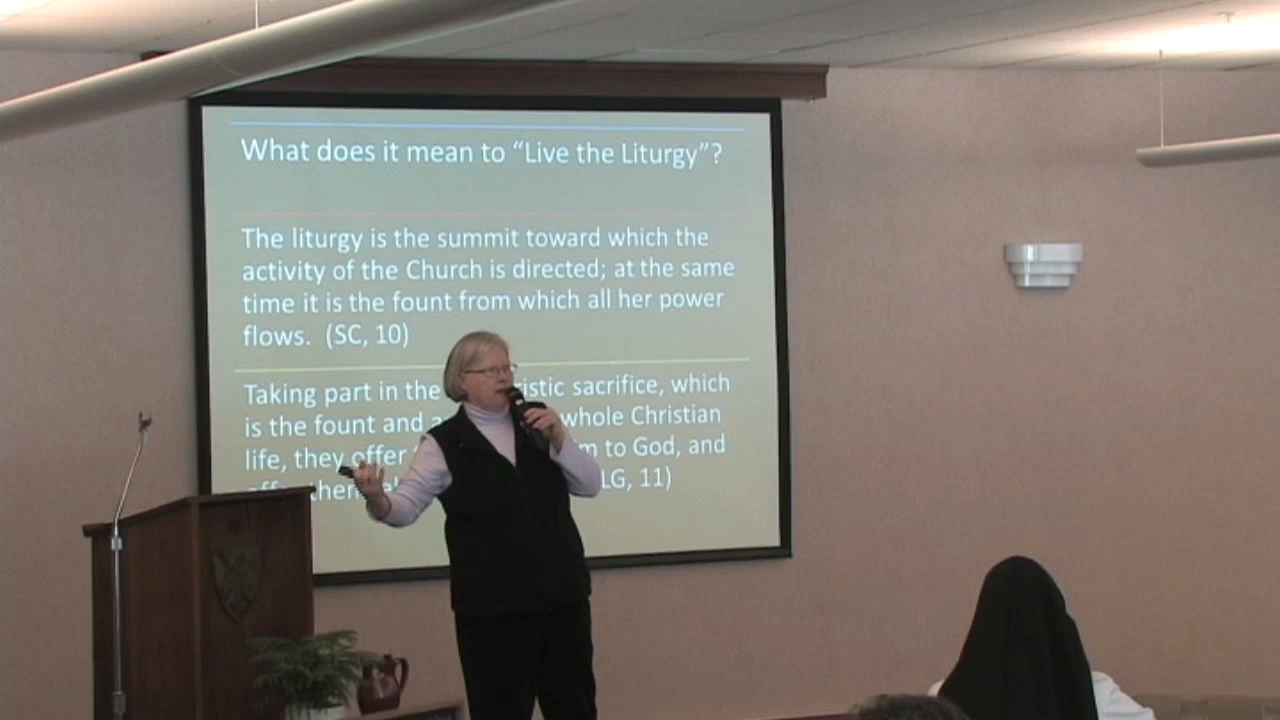 What does it mean to “Live the Liturgy”?
The liturgy is the summit toward which the
activity of the Church is directed; at the same
time it is the fount from which all her power
flows. (SC, 10)
Taking part in the sacrifice, which
is the fount and whole Christian
life, they offer to God, and
LG, 11)